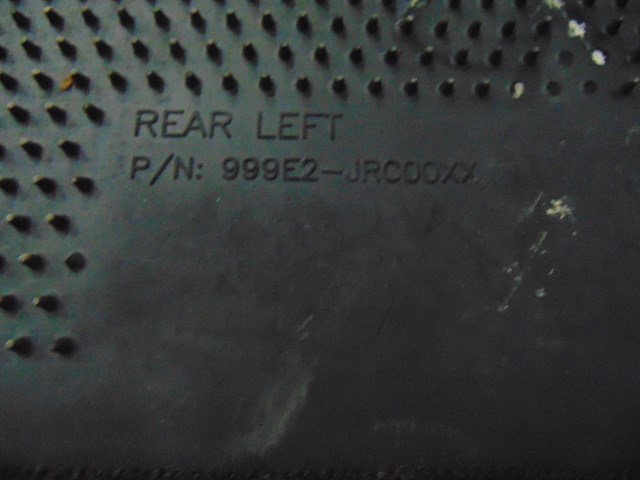 REAR LEFT
P/N: 999E2-JRC00XX